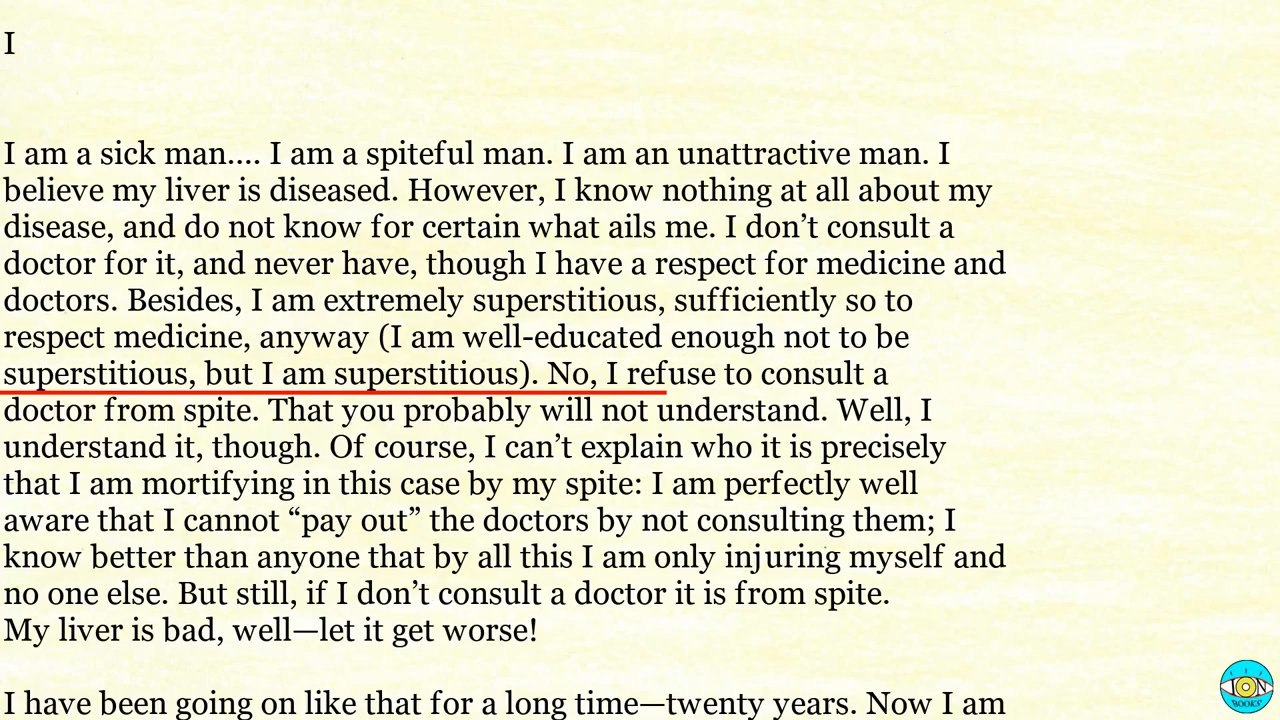 I
I am a sick man.... I am a spiteful man. I am an unattractive man. I
believe my liver is diseased. However, I know nothing at all about my
disease, and do not know for certain what ails me. I don’t consult a
doctor for it, and never have, though I have a respect for medicine and
doctors. Besides, I am extremely superstitious, sufficiently so to
respect medicine, anyway (I am well-educated enough not to be
superstitious, but I am superstitious). No, I refuse to consult a
doctor from spite. That you probably will not understand. Well, I
understand it, though. Of course, I can’t explain who it is precisely
that I am mortifying in this case by my spite: I am perfectly well
aware that I cannot “pay out” the doctors by not consulting them; I
know better than anyone that by all this I am only injuring myself and
no one else. But still, if I don’t consult a doctor it is from spite.
My liver is bad, well—let it get worse!
I have been going on like that for a long time—twenty years. Now I am
ION
BOOKS